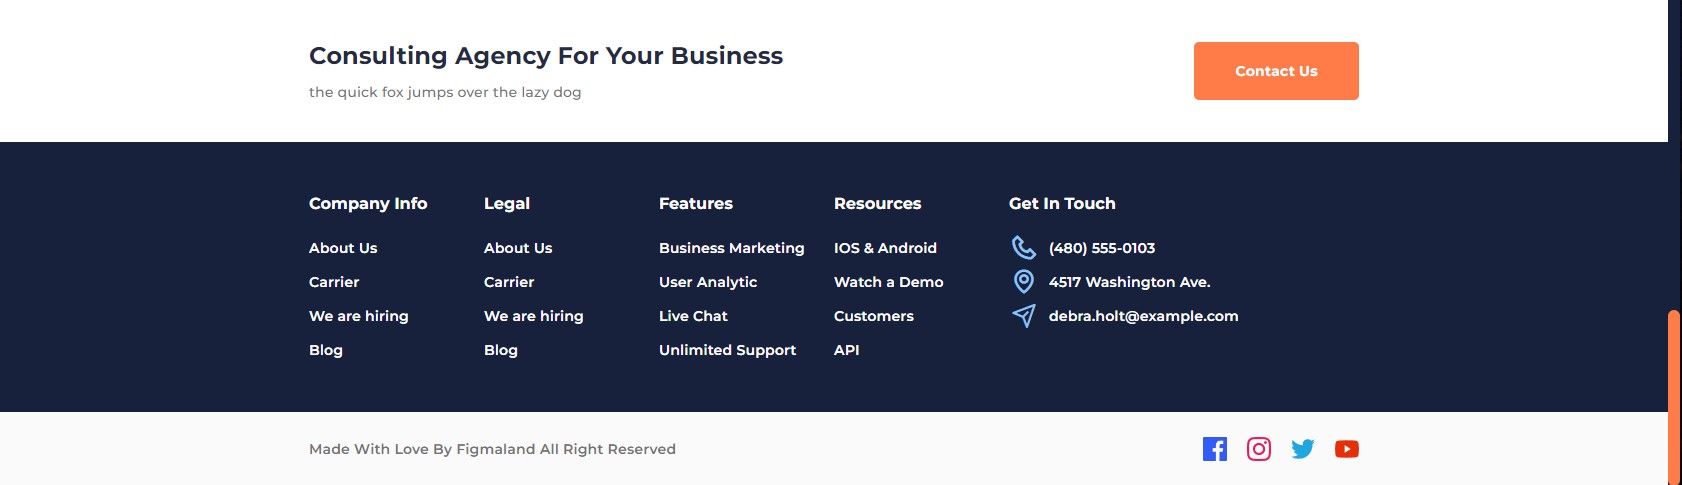 Consulting Agency For Your Business
the quick fox jumps over the lazy dog
Contact Us
Company Info
About Us
Carrier
We are hiring
Blog
Legal
About Us
Carrier
We are hiring
Blog
Features
Business Marketing
User Analytic
Live Chat
Unlimited Support
Resources
IOS & Android
Watch a Demo
Customers
API
Get In Touch
(480) 555-0103
4517 Washington Ave.
debra.holt@example.com
Made With Love By Figmaland All Right Reserved